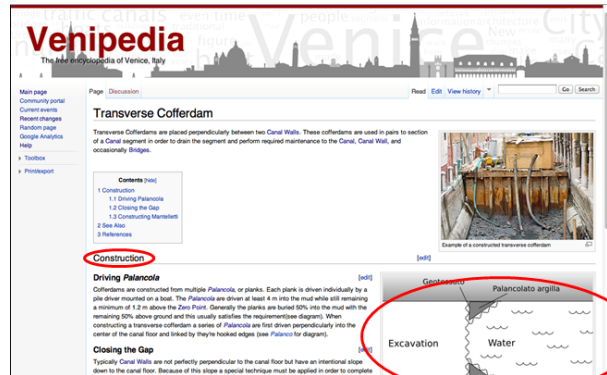 Venipedia
The free encyclopedia of Venice, Italy
Main page
Community portal
Current events
Recent changes
Random page
Google Analytics
Help
Toolbox
Print/export
Page Discussion
Read Edit View history
Go Search
Transverse Cofferdam
Transverse Cofferdams are placed perpendicularly between two Canal Walls. These cofferdams are used in pairs to section
of a Canal segment in order to drain the segment and perform required maintenance to the Canal, Canal Wall, and
occasionally Bridges.
Contents [hide]
1 Construction
1.1 Driving Palancola
1.2 Closing the Gap
1.3 Constructing Mantelleti
2 See Also
3 References
Example of a constructed transverse cofferdam
Construction [edit]
Driving Palancola [edit]
Cofferdams are constructed from multiple Palancola, or planks. Each plank is driven individually by a
pile driver mounted on a boat. The Palancola are driven at least 4 m into the mud while still remaining
a minimum of 1.2 m above the Zero Point. Generally the planks are buried 50% into the mud with the
remaining 50% above ground and this usually satisfies the requirement(see diagram). When
constructing a transverse cofferdam a series of Palancola are first driven perpendicularly into the
center of the canal floor and linked by they're hooked edges (see Palanco for diagram).
Closing the Gap
Typically Canal Walls are not perfectly perpendicular to the canal floor but have an intentional slope
down to the canal floor. Because of this slope a special technique must be applied in order to complete
Geotessuto
Palancolato argilla
Excavation
Water